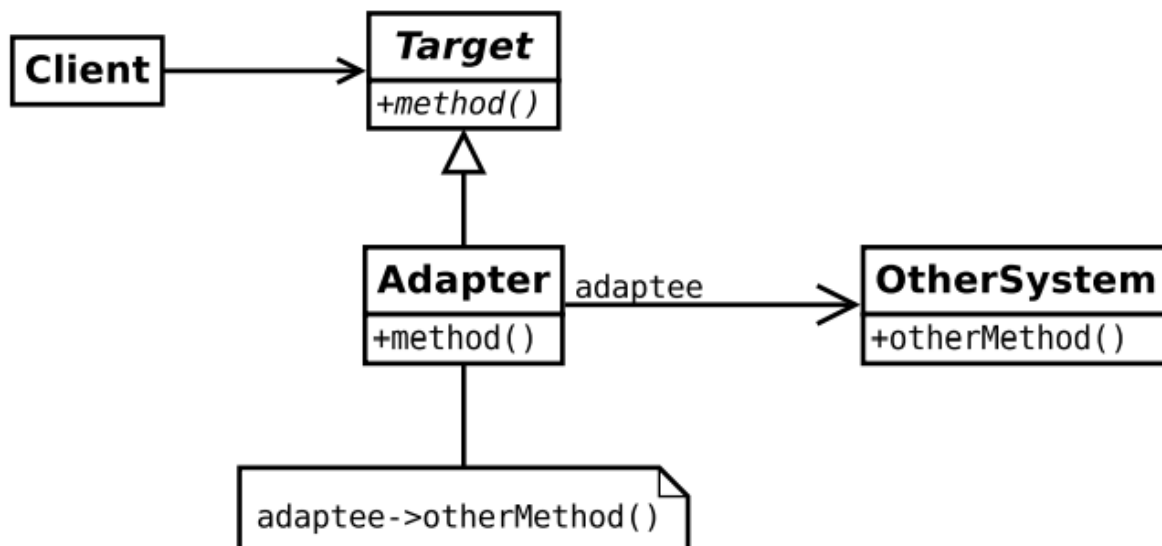 Client
Target
+method()
Adapter
+method()
adaptee
OtherSystem
+otherMethod()
adaptee->otherMethod()